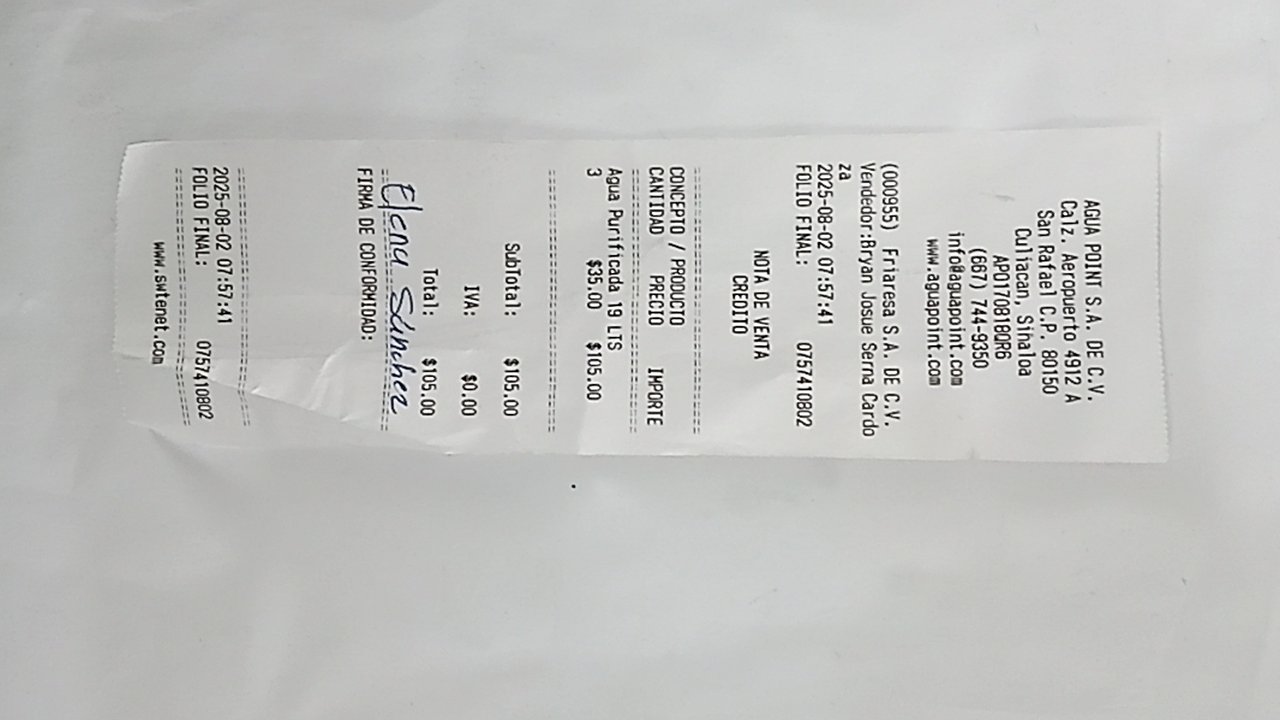 AGUA POINT S.A. DE C.V.
Calz. Aeropuerto 4912 A
San Rafael C.P. 80150
Culiacan, Sinaloa
APO170818QR6
(667) 744-9350
info@aguapoint.com
www.aguapoint.com
(000955) Friaresa S.A. DE C.V.
Vendedor:Bryan Josue Serna Cardo
za
2025-08-02 07:57:41
FOLIO FINAL: 0757410802
NOTA DE VENTA
CREDITO
CONCEPTO / PRODUCTO
CANTIDAD PRECIO IMPORTE
Agua Purificada 19 LTS
3 $35.00 $105.00
SubTotal: $105.00
IVA: $0.00
Total: $105.00
Elena Sánchez
FIRMA DE CONFORMIDAD:
2025-08-02 07:57:41
FOLIO FINAL: 0757410802
www.swtenet.com